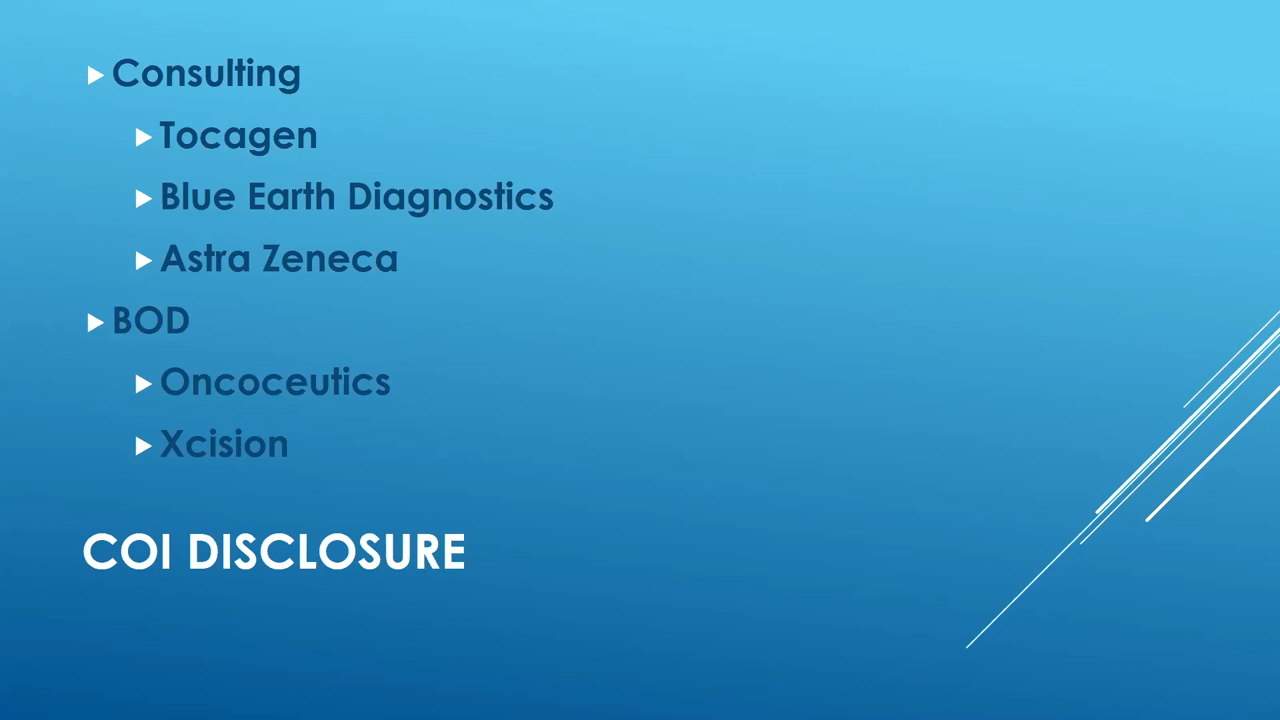 Consulting
Tocagen
Blue Earth Diagnostics
Astra Zeneca
BOD
Oncoceutics
Xcision
COI DISCLOSURE